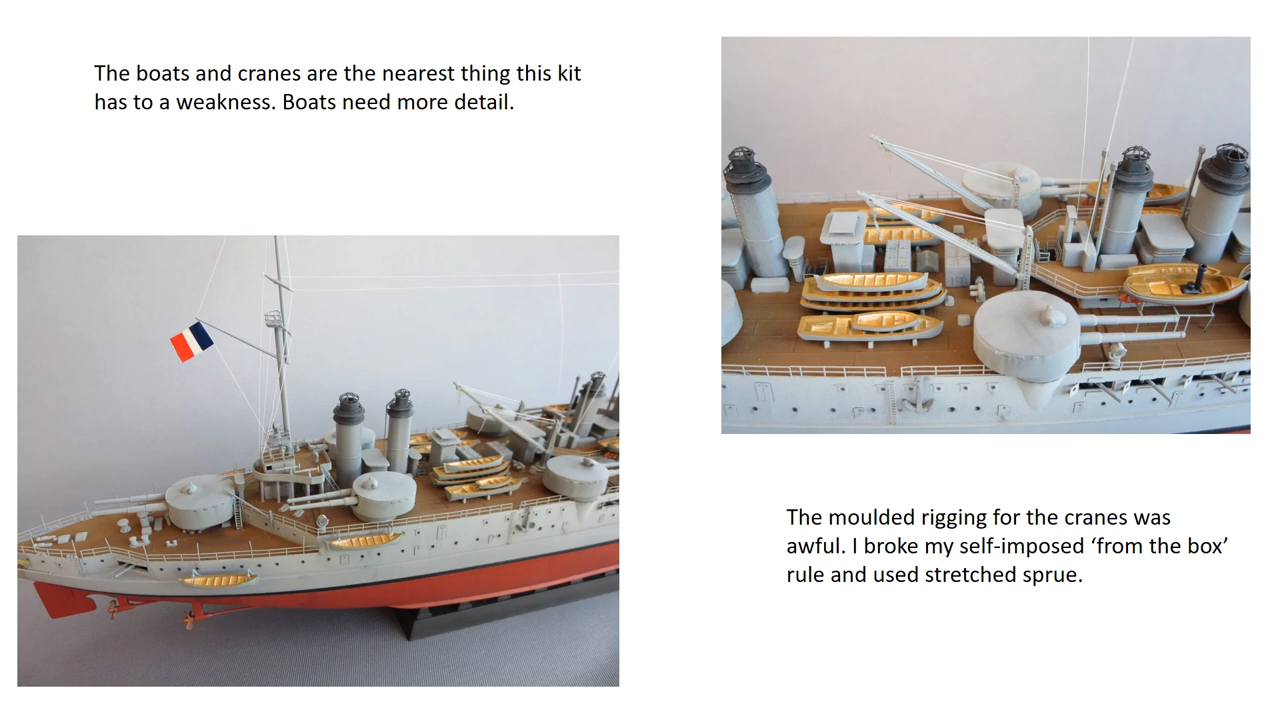 The boats and cranes are the nearest thing this kit
has to a weakness. Boats need more detail.
The moulded rigging for the cranes was
awful. I broke my self-imposed ‘from the box’
rule and used stretched sprue.